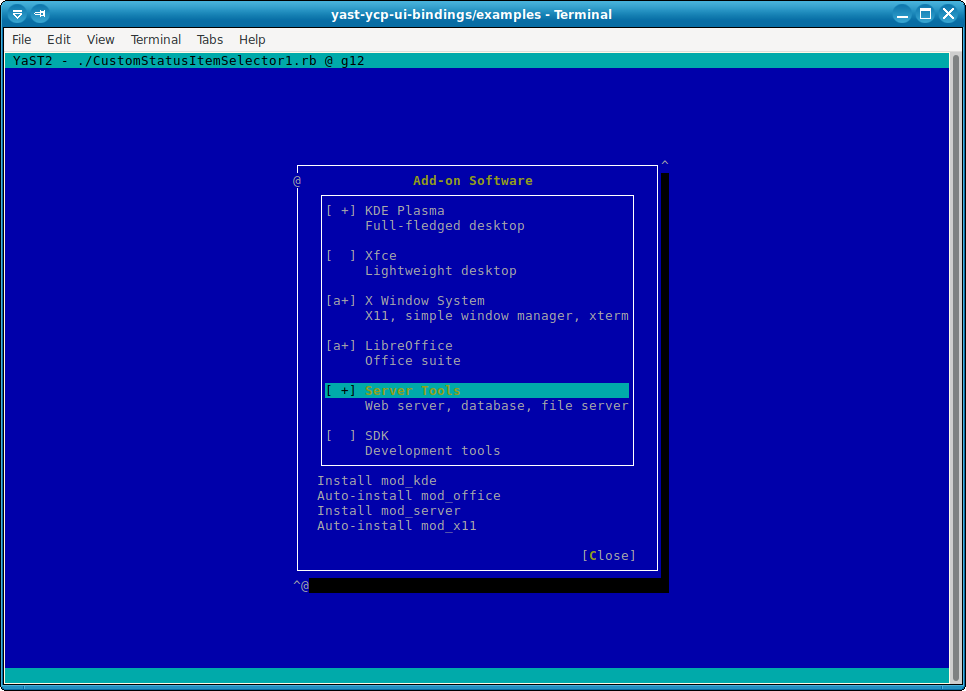 yast-ycp-ui-bindings/examples - Terminal
File Edit View Terminal Tabs Help
YaST2 - ./CustomStatusItemSelector1.rb @ g12
^
@ Add-on Software
[ +] KDE Plasma
Full-fledged desktop
[  ] Xfce
Lightweight desktop
[a+] X Window System
X11, simple window manager, xterm
[a+] LibreOffice
Office suite
[ +] Server Tools
Web server, database, file server
[  ] SDK
Development tools
Install mod_kde
Auto-install mod_office
Install mod_server
Auto-install mod_x11
[Close]
^@